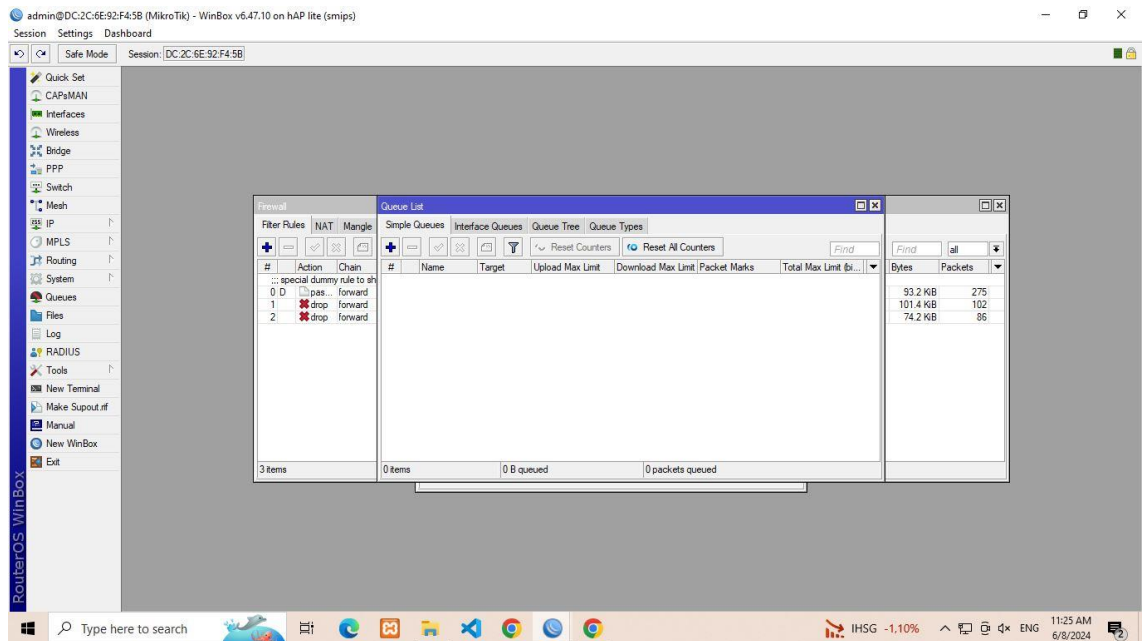 admin@DC:2C:6E:92:F4:5B (MikroTik) - WinBox v6.47.10 on hAP lite (smips)
Session Settings Dashboard
Safe Mode Session: DC:2C:6E:92:F4:5B
Quick Set
CAPsMAN
Interfaces
Wireless
Bridge
PPP
Switch
Mesh
IP
MPLS
Routing
System
Queues
Files
Log
RADIUS
Tools
New Terminal
Make Supout.rif
Manual
New WinBox
Exit
RouterOS WinBox
Firewall
Filter Rules NAT Mangle
# Action Chain
::: special dummy rule to sh
0 D pas... forward
1 drop forward
2 drop forward
3 items
Queue List
Simple Queues Interface Queues Queue Tree Queue Types
Reset Counters Reset All Counters Find
# Name Target Upload Max Limit Download Max Limit Packet Marks Total Max Limit (bi...
0 items 0 B queued 0 packets queued
Find all
Bytes Packets
93.2 KiB 275
101.4 KiB 102
74.2 KiB 86
Type here to search
IHSG -1,10% ENG
11:25 AM
6/8/2024
2